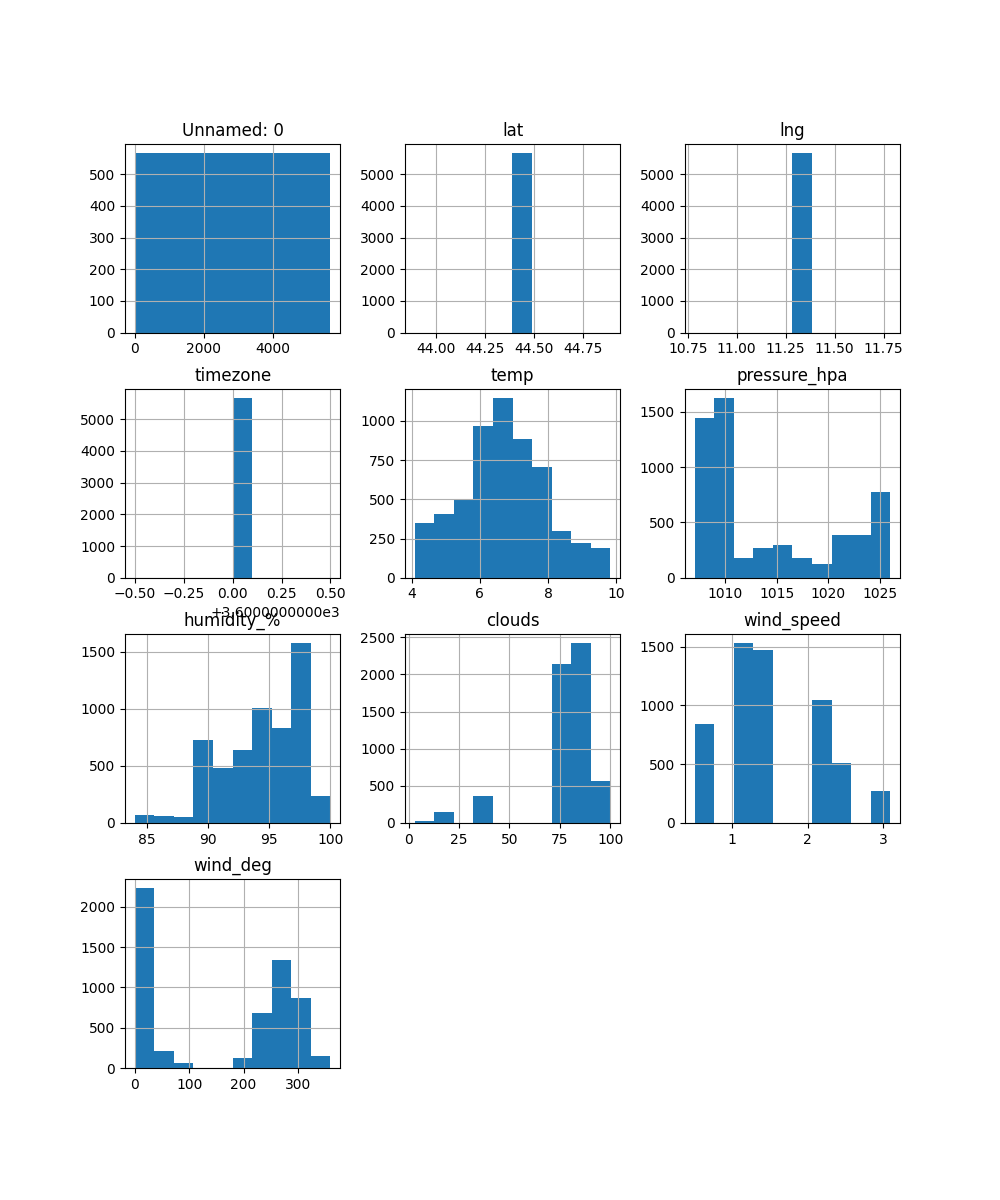 Unnamed: 0
lat
lng
500
400
300
200
100
0
0 2000 4000
5000
4000
3000
2000
1000
0
44.00 44.25 44.50 44.75
5000
4000
3000
2000
1000
0
10.75 11.00 11.25 11.50 11.75
timezone
temp
pressure_hpa
5000
4000
3000
2000
1000
0
−0.50 −0.25 0.00 0.25 0.50
+3.6000000000e3
1000
750
500
250
0
4 6 8 10
1500
1000
500
0
1010 1015 1020 1025
humidity_%
clouds
wind_speed
1500
1000
500
0
85 90 95 100
2500
2000
1500
1000
500
0
0 25 50 75 100
1500
1000
500
0
1 2 3
wind_deg
2000
1500
1000
500
0
0 100 200 300